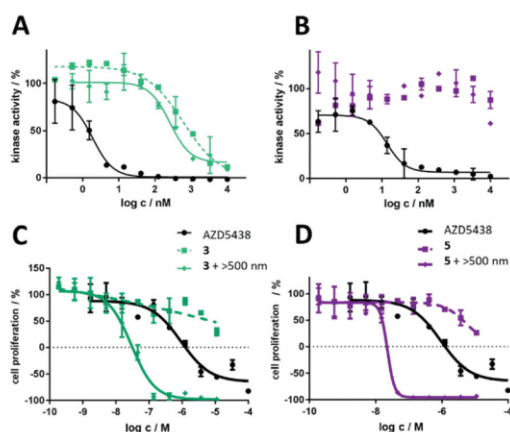 A
kinase activity / %
100
50
0
0 1 2 3 4
log c / nM
B
kinase activity / %
100
50
0
0 1 2 3 4
log c / nM
C
AZD5438
3
3 + >500 nm
cell proliferation / %
150
100
50
0
-50
-100
-10 -9 -8 -7 -6 -5 -4
log c / M
D
AZD5438
5
5 + >500 nm
cell proliferation / %
150
100
50
0
-50
-100
-10 -8 -6 -4
log c / M